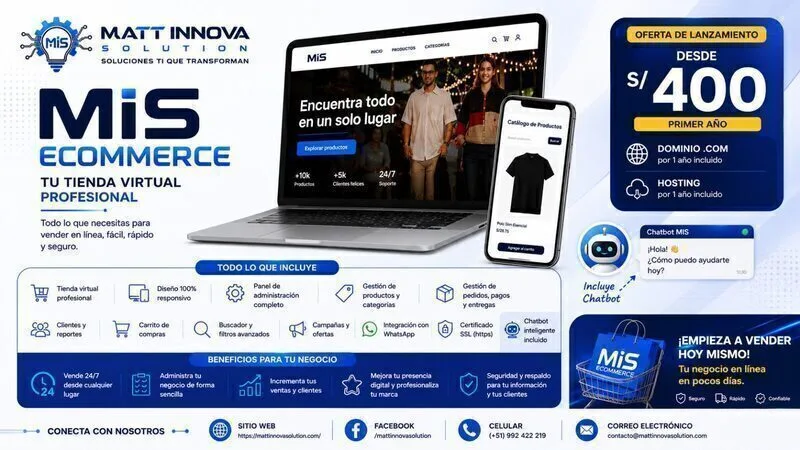 MiS
MATT INNOVA
SOLUTION
SOLUCIONES TI QUE TRANSFORMAN
MiS
ECOMMERCE
TU TIENDA VIRTUAL
PROFESIONAL
Todo lo que necesitas para
vender en línea, fácil, rápido
y seguro.
MiS
INICIO PRODUCTOS CATEGORÍAS
Encuentra todo
en un solo lugar
Explorar productos
+10k
Productos
+5k
Clientes felices
24/7
Soporte
Catálogo de Productos
Buscar
Polo Slim Esencial
S/28.75
Agregar al carrito
OFERTA DE LANZAMIENTO
DESDE
S/ 400
PRIMER AÑO
DOMINIO .COM
por 1 año incluido
HOSTING
por 1 año incluido
Chatbot MIS
¡Hola! 👋
¿Cómo puedo ayudarte
hoy?
Incluye
Chatbot
TODO LO QUE INCLUYE
Tienda virtual
profesional
Diseño 100%
responsivo
Panel de
administración
completo
Gestión de
productos y
categorías
Gestión de
pedidos, pagos
y entregas
Clientes y
reportes
Carrito de
compras
Buscador y
filtros avanzados
Campañas y
ofertas
Integración con
WhatsApp
Certificado
SSL (https)
Chatbot
inteligente
incluido
BENEFICIOS PARA TU NEGOCIO
24
Vende 24/7
desde cualquier
lugar
Administra tu
negocio de forma
sencilla
Incrementa tus
ventas y clientes
Mejora tu presencia
digital y profesionaliza
tu marca
Seguridad y respaldo
para tu información
y tus clientes
MiS
ECOMMERCE
¡EMPIEZA A VENDER
HOY MISMO!
Tu negocio en línea
en pocos días.
Seguro
Rápido
Confiable
CONECTA CON NOSOTROS
SITIO WEB
https://mattinnovasolution.com/
FACEBOOK
/mattinnovasolution
CELULAR
(+51) 992 422 219
CORREO ELECTRÓNICO
contacto@mattinnovasolution.com